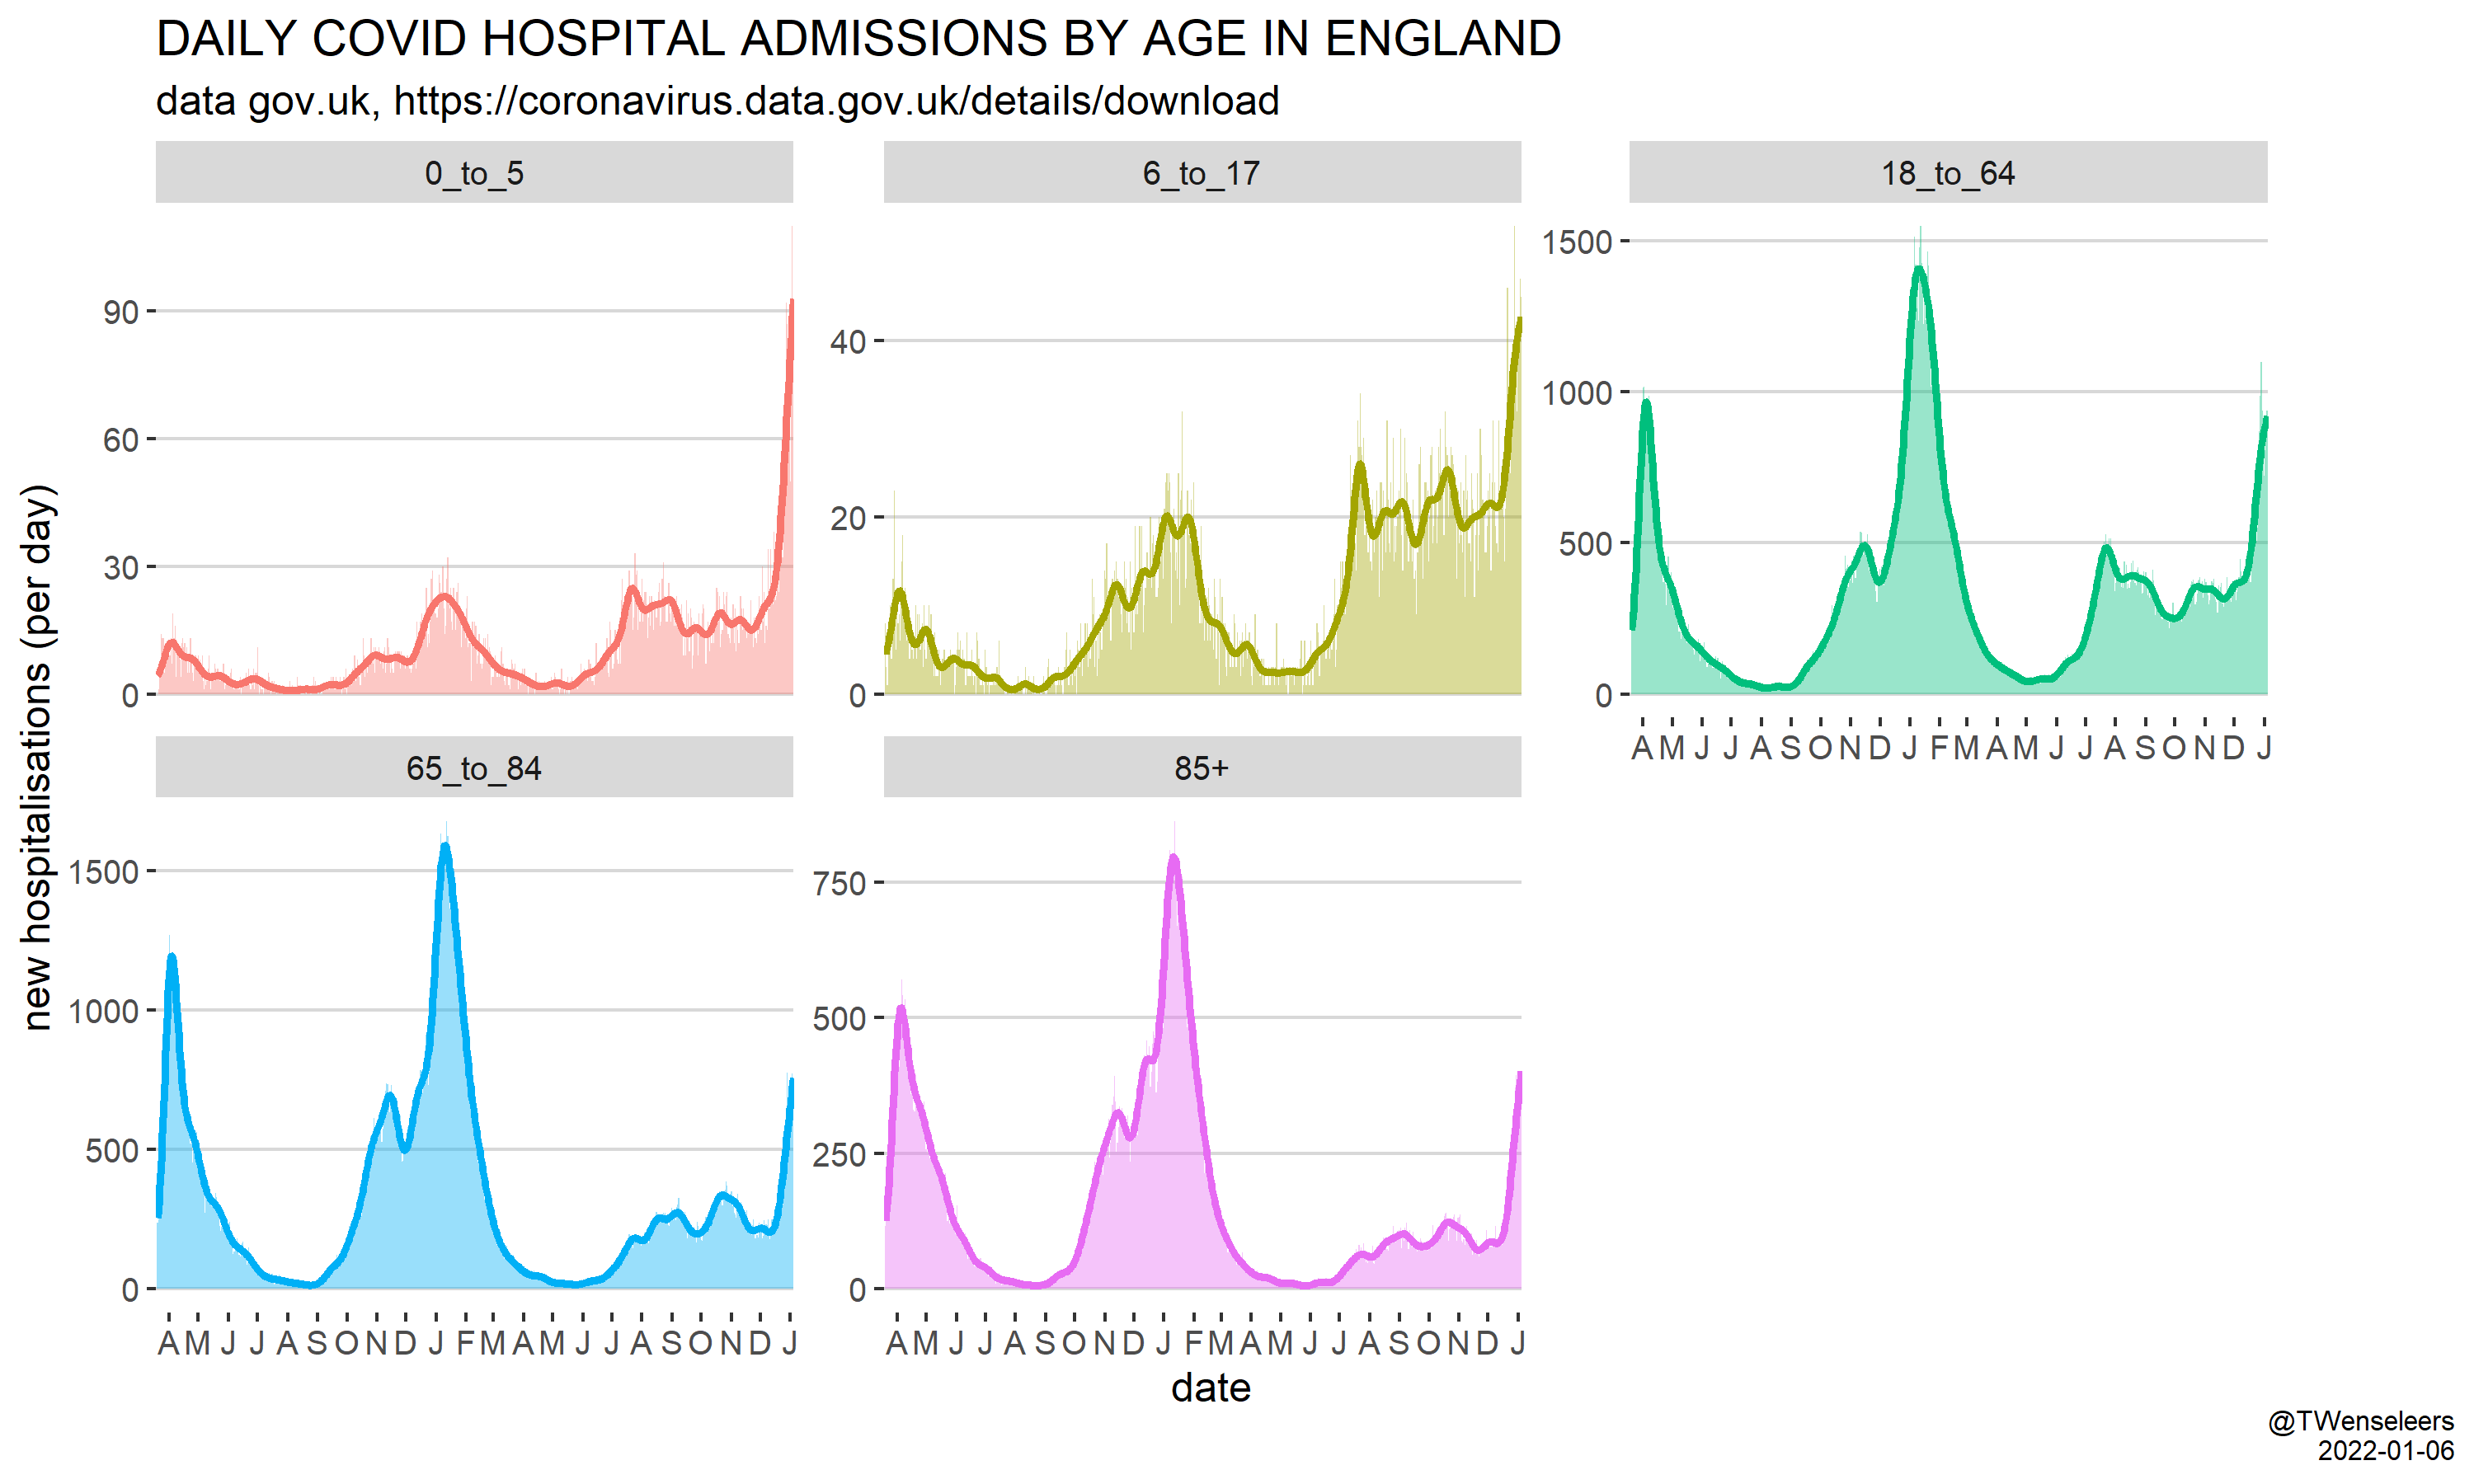 DAILY COVID HOSPITAL ADMISSIONS BY AGE IN ENGLAND
data gov.uk, https://coronavirus.data.gov.uk/details/download
new hospitalisations (per day)
0_to_5
90
60
30
0
6_to_17
40
20
0
18_to_64
1500
1000
500
0
A M J J A S O N D J F M A M J J A S O N D J
65_to_84
1500
1000
500
0
A M J J A S O N D J F M A M J J A S O N D J
85+
750
500
250
0
A M J J A S O N D J F M A M J J A S O N D J
date
@TWenseleers
2022-01-06